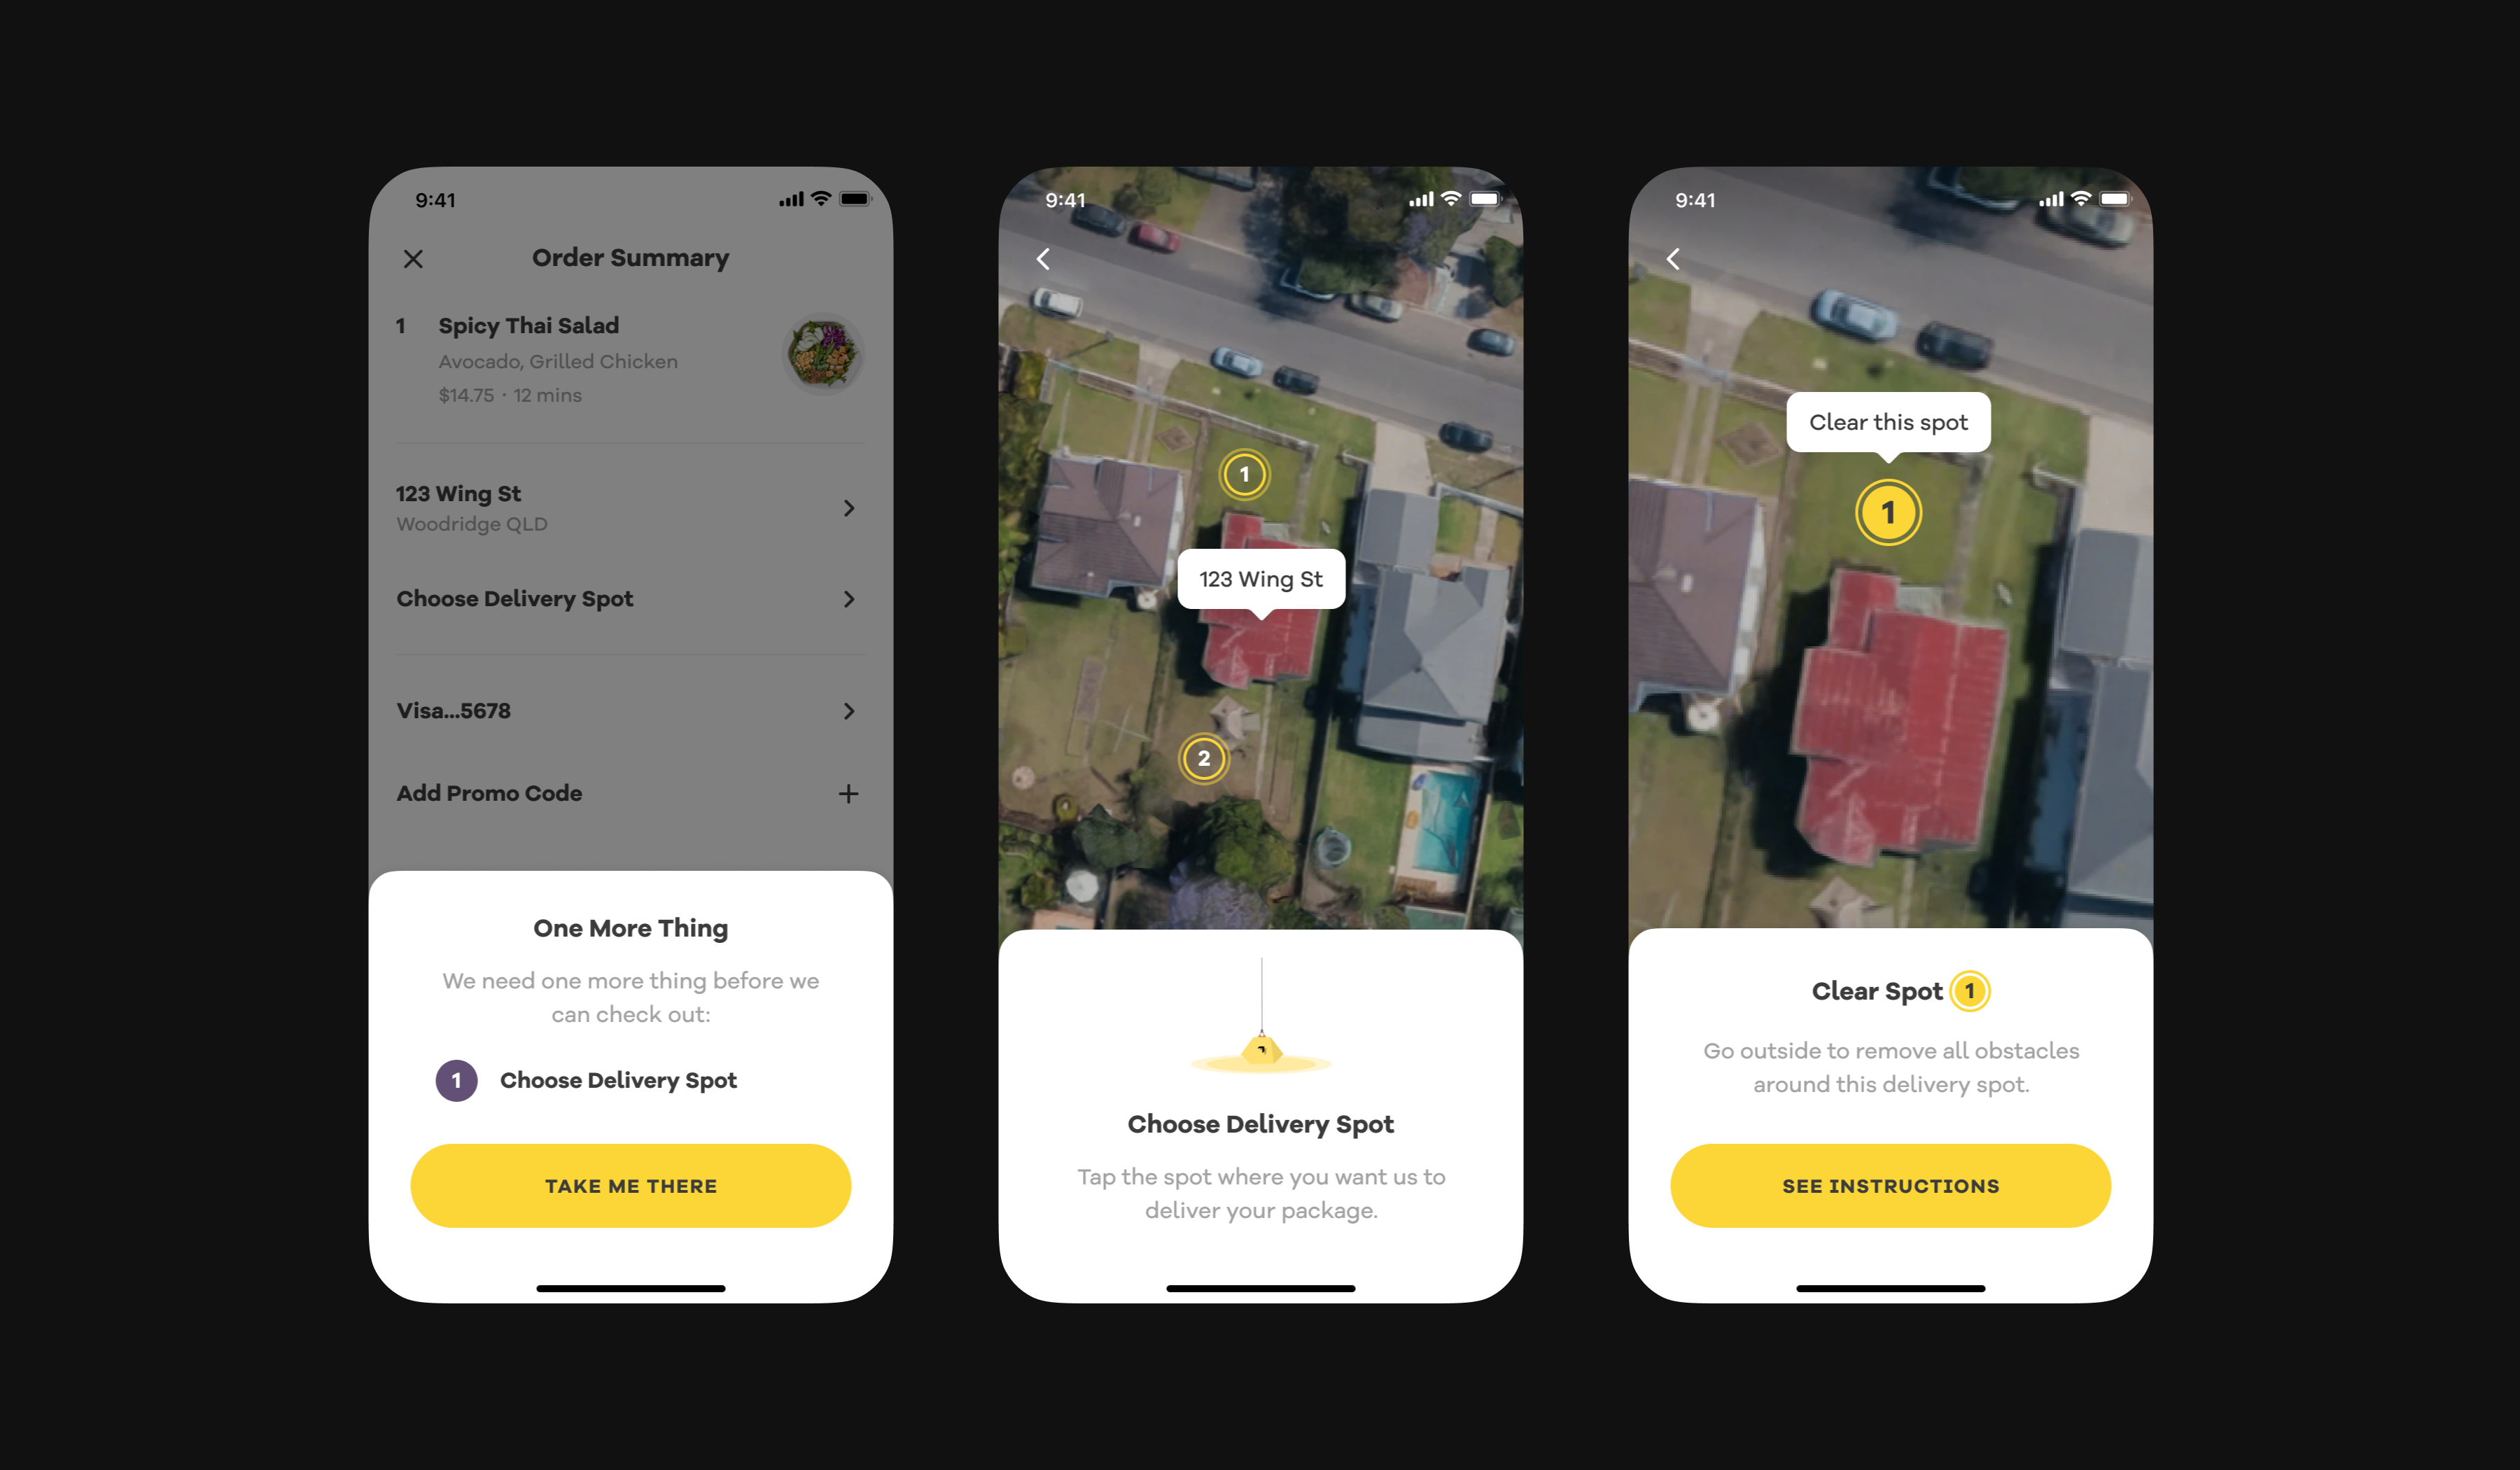 9:41
Order Summary
1 Spicy Thai Salad
Avocado, Grilled Chicken
$14.75 · 12 mins
123 Wing St
Woodridge QLD
Choose Delivery Spot
Visa...5678
Add Promo Code
One More Thing
We need one more thing before we
can check out:
1 Choose Delivery Spot
TAKE ME THERE
9:41
1
123 Wing St
2
Choose Delivery Spot
Tap the spot where you want us to
deliver your package.
9:41
Clear this spot
1
Clear Spot 1
Go outside to remove all obstacles
around this delivery spot.
SEE INSTRUCTIONS